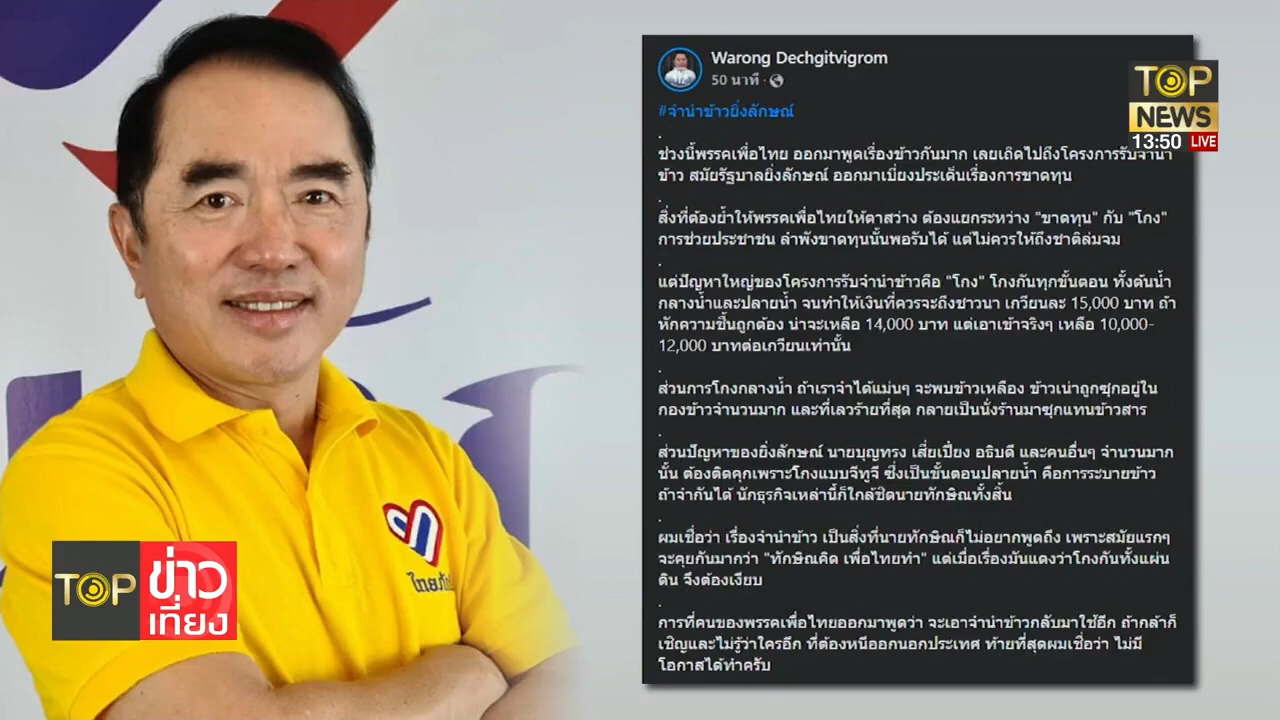 Warong Dechgitvigrom
50 นาที ·
#จำนำข้าวยิ่งลักษณ์
.
ช่วงนี้พรรคเพื่อไทย ออกมาพูดเรื่องข้าวกันมาก เลยเถิดไปถึงโครงการรับจำนำ
ข้าว สมัยรัฐบาลยิ่งลักษณ์ ออกมาเบี่ยงประเด็นเรื่องการขาดทุน
.
สิ่งที่ต้องย้ำให้พรรคเพื่อไทยให้ตาสว่าง ต้องแยกระหว่าง "ขาดทุน" กับ "โกง"
การช่วยประชาชน ลำพังขาดทุนนั้นพอรับได้ แต่ไม่ควรให้ถึงชาติล่มจม
.
แต่ปัญหาใหญ่ของโครงการรับจำนำข้าวคือ "โกง" โกงกันทุกขั้นตอน ทั้งต้นน้ำ
กลางน้ำและปลายน้ำ จนทำให้เงินที่ควรจะถึงชาวนา เกวียนละ 15,000 บาท ถ้า
หักความชื้นถูกต้อง น่าจะเหลือ 14,000 บาท แต่เอาเข้าจริงๆ เหลือ 10,000-
12,000 บาทต่อเกวียนเท่านั้น
.
ส่วนการโกงกลางน้ำ ถ้าเราจำได้แม่นๆ จะพบข้าวเหลือง ข้าวเน่าถูกซุกอยู่ใน
กองข้าวจำนวนมาก และที่เลวร้ายที่สุด กลายเป็นนั่งร้านมาซุกแทนข้าวสาร
.
ส่วนปัญหาของยิ่งลักษณ์ นายบุญทรง เสี่ยเปี๋ยง อธิบดี และคนอื่นๆ จำนวนมาก
นั้น ต้องติดคุกเพราะโกงแบบจีทูจี ซึ่งเป็นขั้นตอนปลายน้ำ คือการระบายข้าว
ถ้าจำกันได้ นักธุรกิจเหล่านี้ก็ใกล้ชิดนายทักษิณทั้งสิ้น
.
ผมเชื่อว่า เรื่องจำนำข้าว เป็นสิ่งที่นายทักษิณก็ไม่อยากพูดถึง เพราะสมัยแรกๆ
จะคุยกันมากว่า "ทักษิณคิด เพื่อไทยทำ" แต่เมื่อเรื่องมันแดงว่าโกงกันทั้งแผ่น
ดิน จึงต้องเงียบ
.
การที่คนของพรรคเพื่อไทยออกมาพูดว่า จะเอาจำนำข้าวกลับมาใช้อีก ถ้ากล้าก็
เชิญและไม่รู้ว่าใครอีก ที่ต้องหนีออกนอกประเทศ ท้ายที่สุดผมเชื่อว่า ไม่มี
โอกาสได้ทำครับ
TOP
NEWS
13:50 LIVE
TOP
ข่าว
เที่ยง